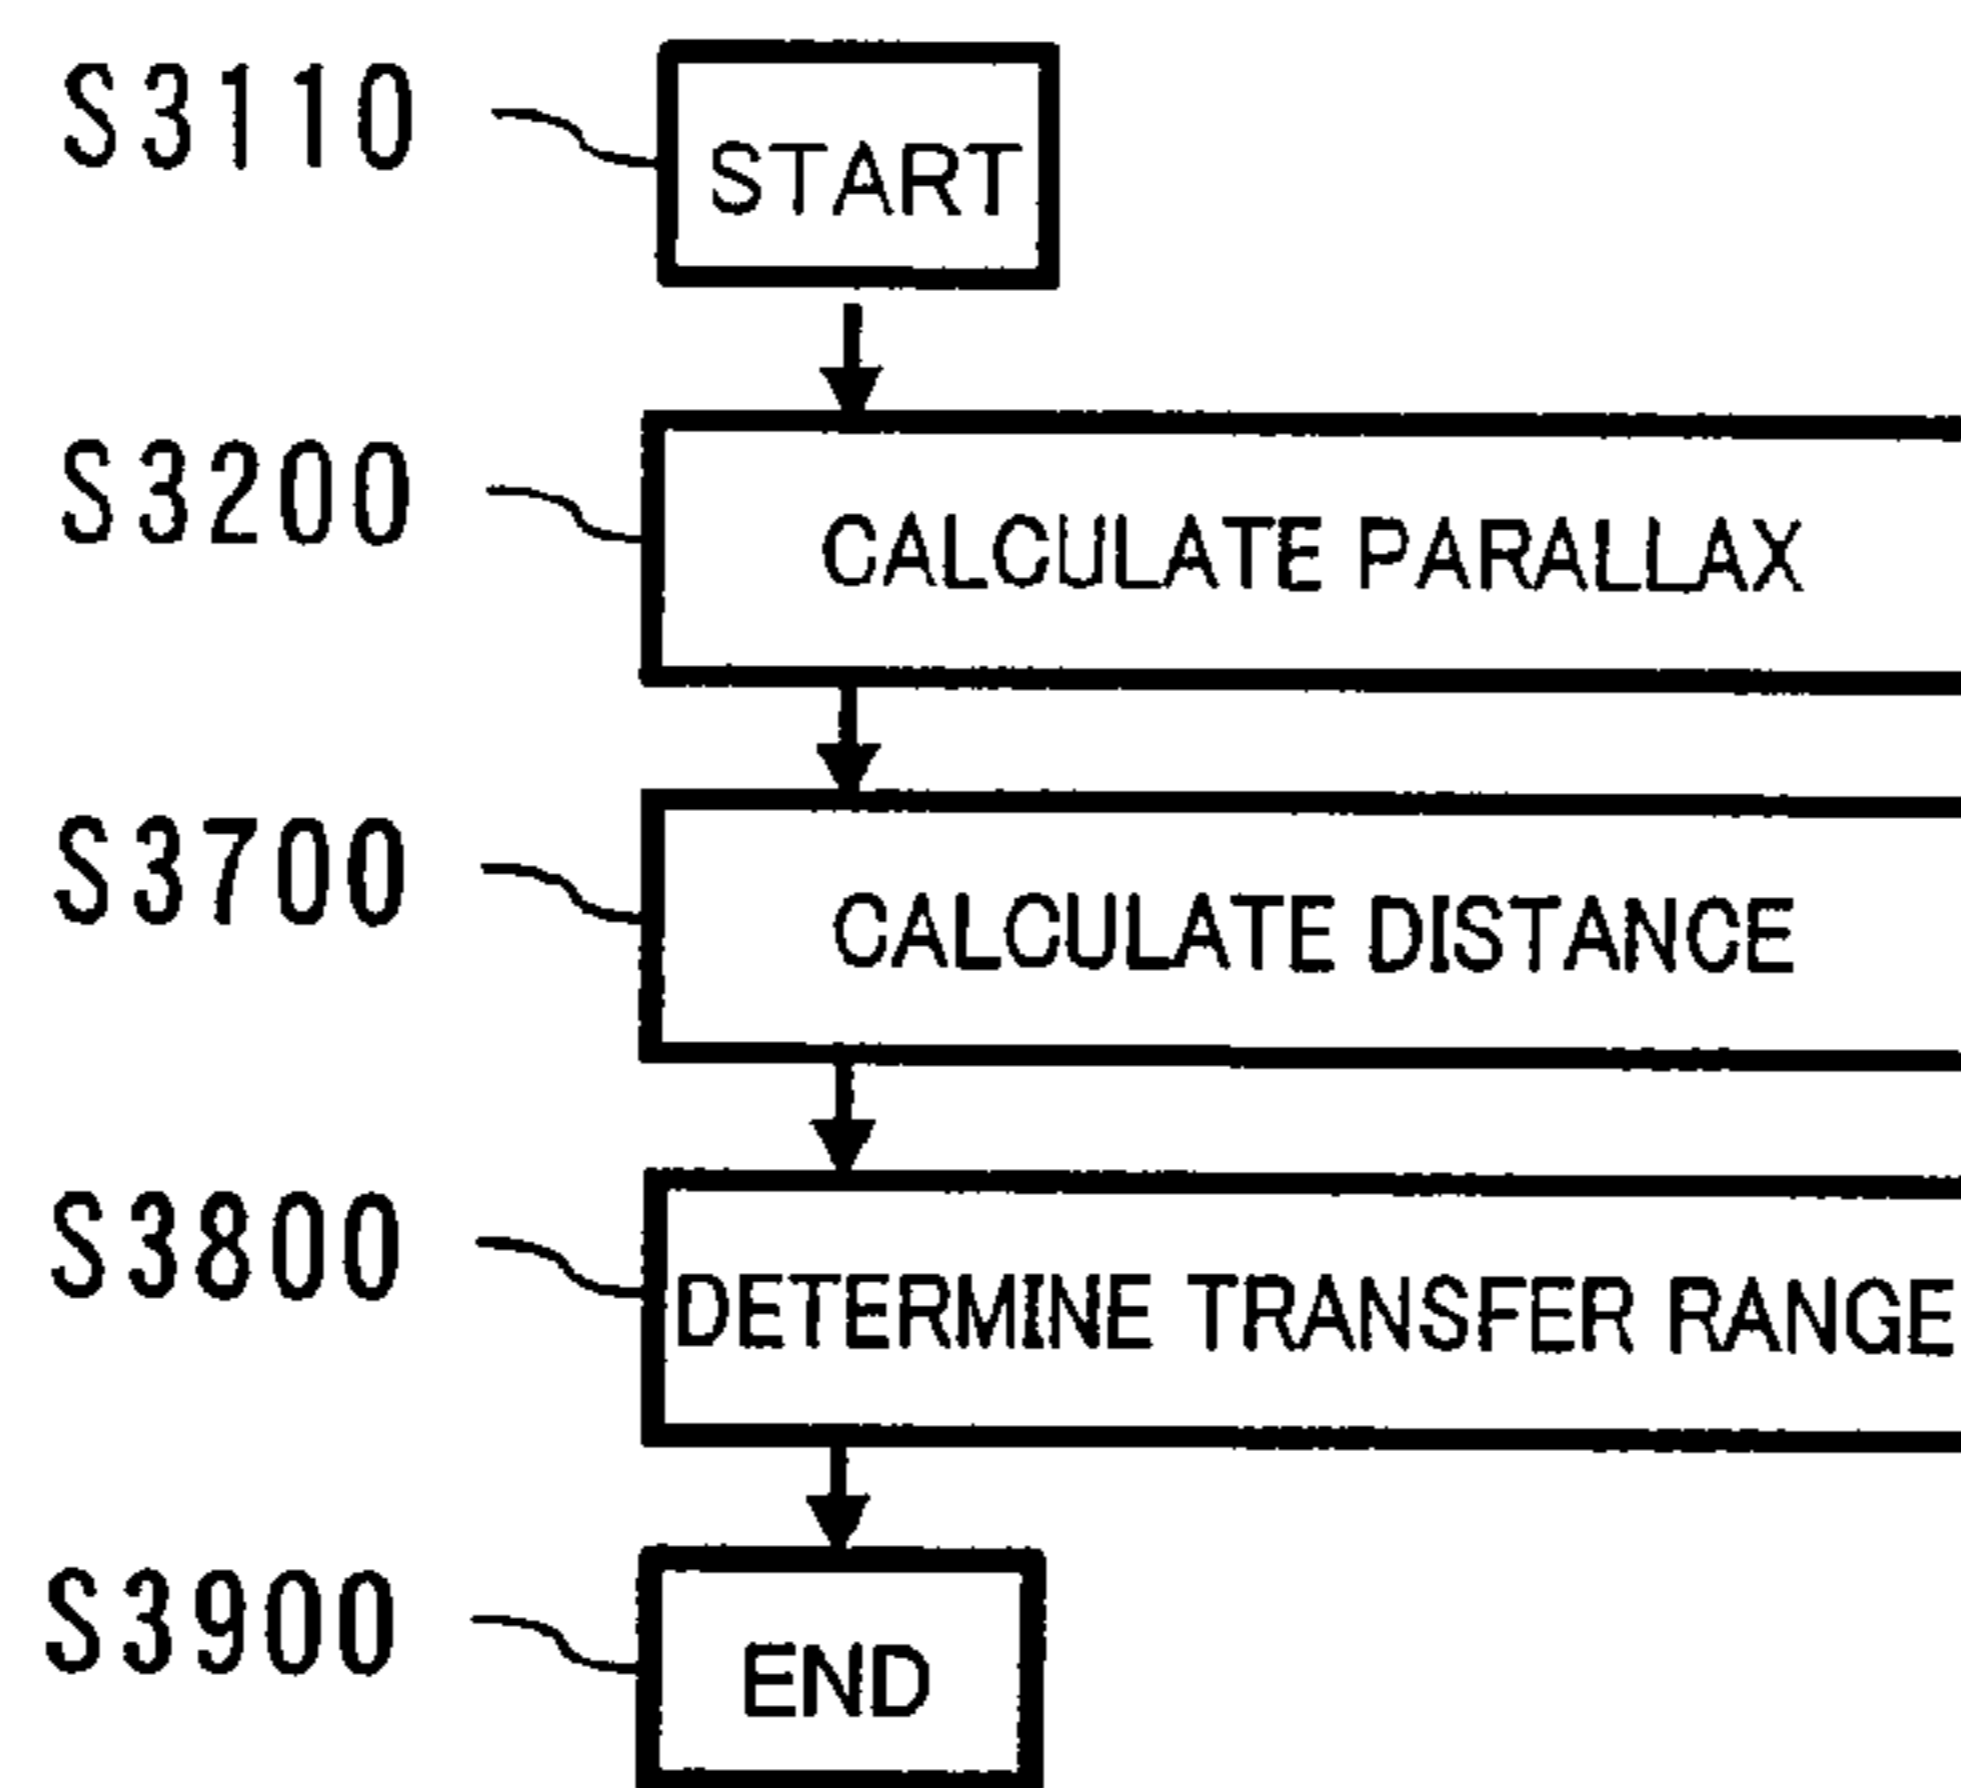 S3110
START
S3200
CALCULATE PARALLAX
S3700
CALCULATE DISTANCE
S3800
DETERMINE TRANSFER RANGE
S3900
END